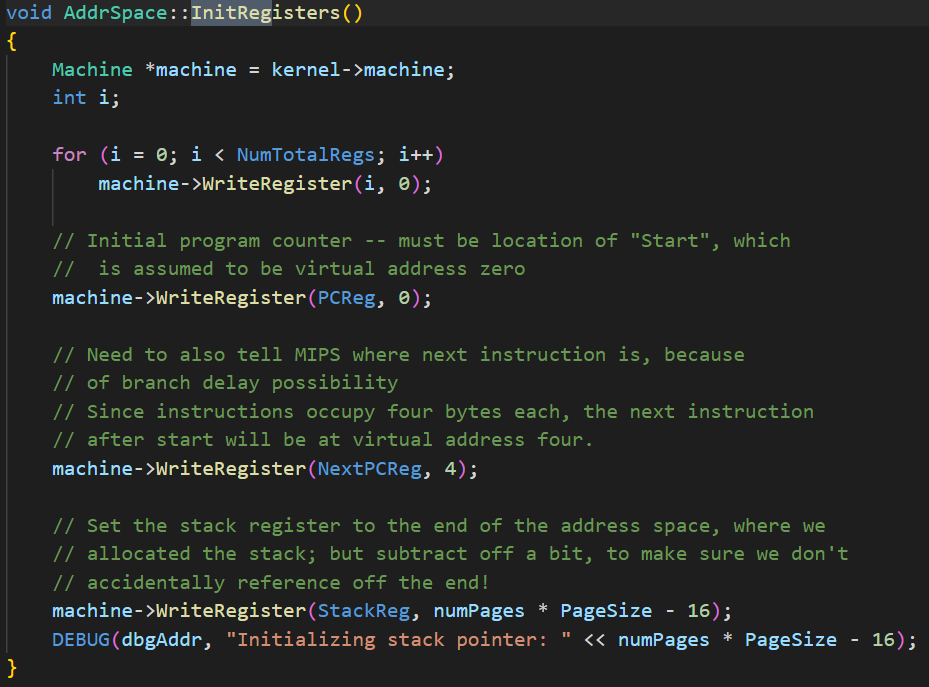 void AddrSpace::InitRegisters()
{
    Machine *machine = kernel->machine;
    int i;

    for (i = 0; i < NumTotalRegs; i++)
        machine->WriteRegister(i, 0);

    // Initial program counter -- must be location of "Start", which
    //  is assumed to be virtual address zero
    machine->WriteRegister(PCReg, 0);

    // Need to also tell MIPS where next instruction is, because
    // of branch delay possibility
    // Since instructions occupy four bytes each, the next instruction
    // after start will be at virtual address four.
    machine->WriteRegister(NextPCReg, 4);

    // Set the stack register to the end of the address space, where we
    // allocated the stack; but subtract off a bit, to make sure we don't
    // accidentally reference off the end!
    machine->WriteRegister(StackReg, numPages * PageSize - 16);
    DEBUG(dbgAddr, "Initializing stack pointer: " << numPages * PageSize - 16);
}